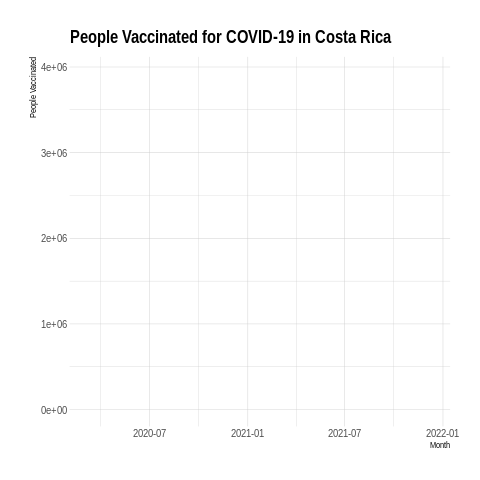 People Vaccinated for COVID-19 in Costa Rica
People Vaccinated
4e+06
3e+06
2e+06
1e+06
0e+00
2020-07 2021-01 2021-07 2022-01
Month